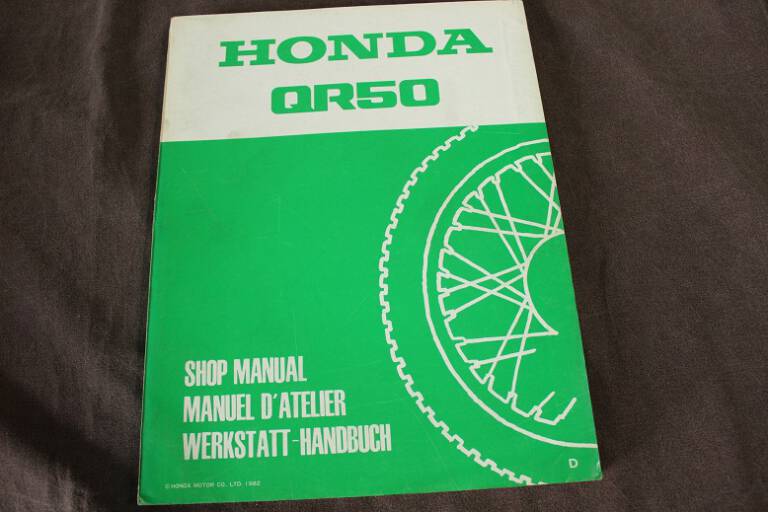 HONDA
QR50
SHOP MANUAL
MANUEL D'ATELIER
WERKSTATT-HANDBUCH
© HONDA MOTOR CO., LTD. 1982
D